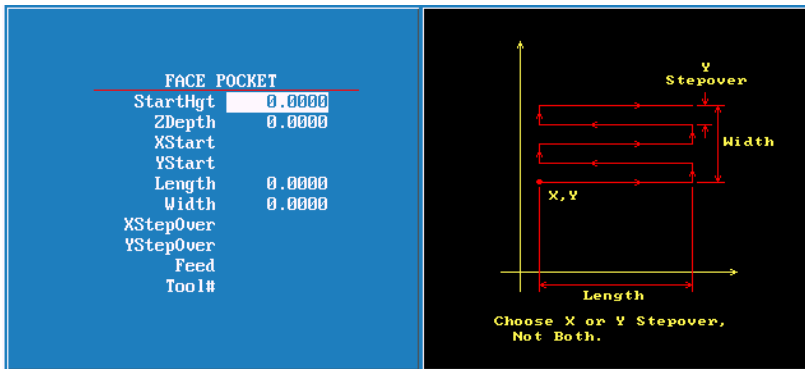 FACE POCKET
StartHgt 0.0000
ZDepth 0.0000
XStart
YStart
Length 0.0000
Width 0.0000
XStepOver
YStepOver
Feed
Tool#
Y
Stepover
Width
X,Y
Length
Choose X or Y Stepover,
Not Both.